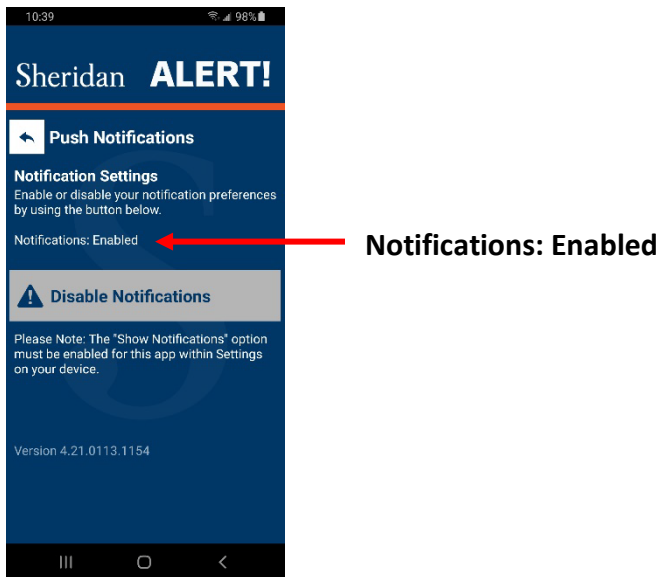 10:39 98%
Sheridan ALERT!
Push Notifications
Notification Settings
Enable or disable your notification preferences
by using the button below.
Notifications: Enabled
Notifications: Enabled
Disable Notifications
Please Note: The "Show Notifications" option
must be enabled for this app within Settings
on your device.
Version 4.21.0113.1154